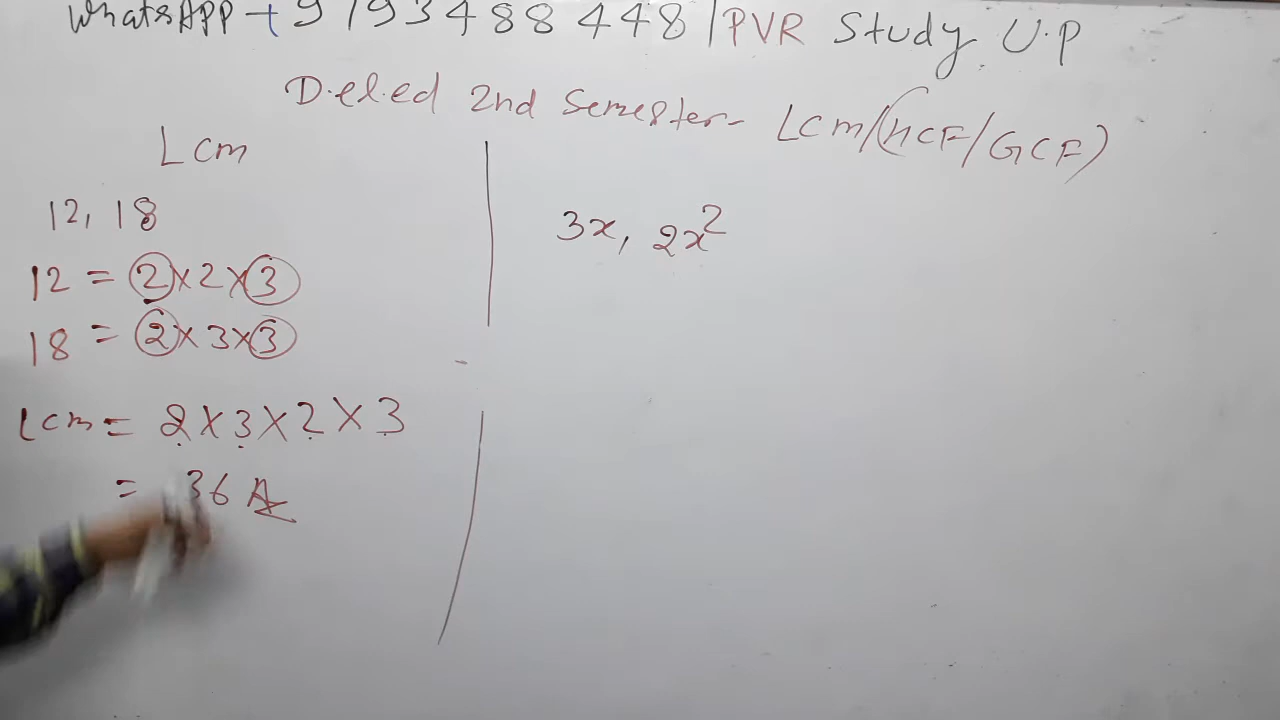 WhatsAPP + 9193488448 | PVR Study U.P
D.el.ed 2nd Semester- Lcm/(HCF/GCF)
Lcm
12, 18
12 = 2×2×3
18 = 2×3×3
Lcm = 2×3×2×3
= 36 A
3x, 2x²